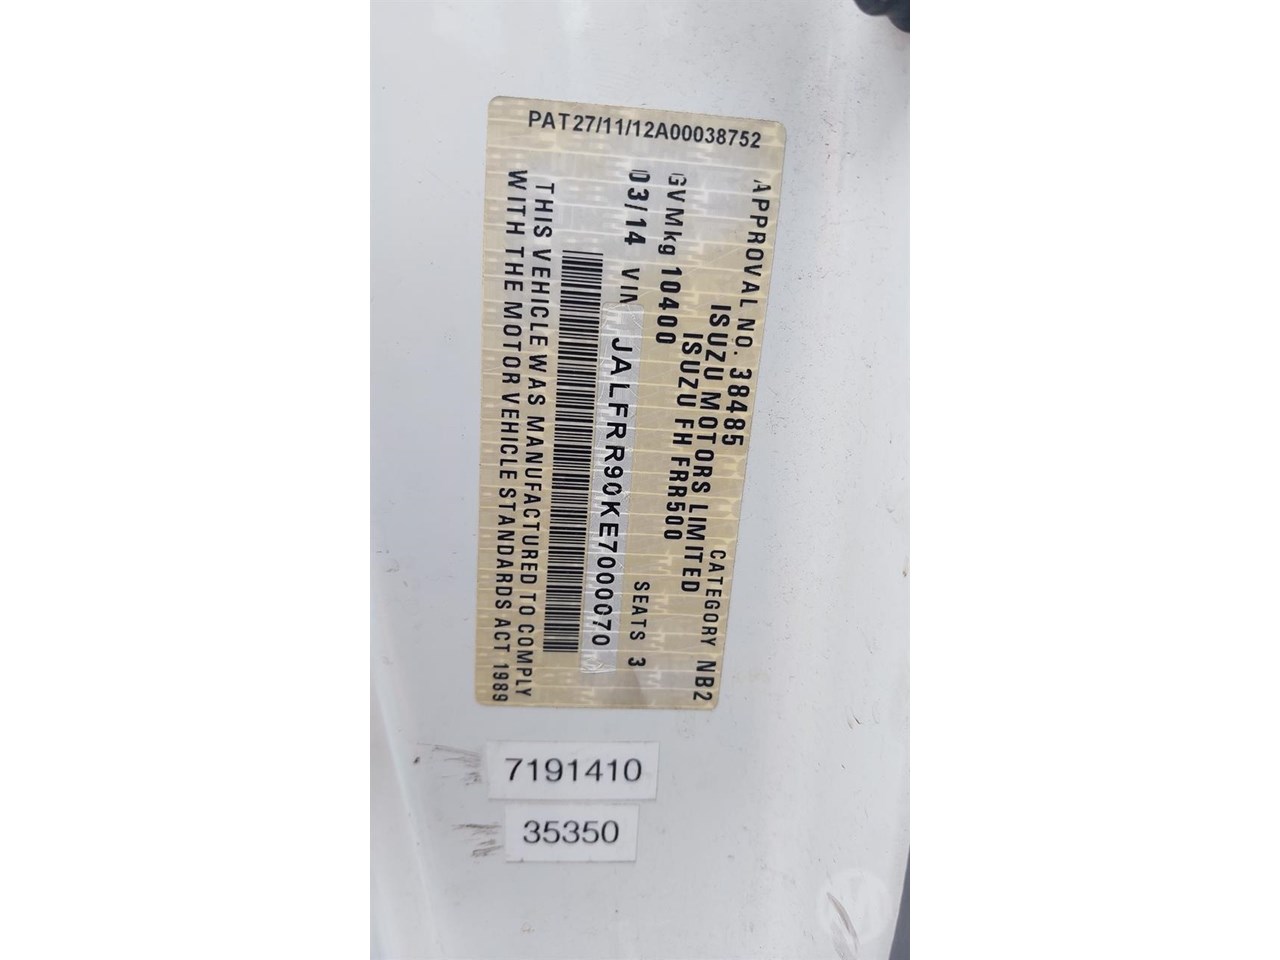 PAT27/11/12A00038752
APPROVAL NO. 38485 CATEGORY NB2
ISUZU MOTORS LIMITED
ISUZU FH FRR500
GVMkg 10400 SEATS 3
03/14 VIN JALFRR90KE7000070
THIS VEHICLE WAS MANUFACTURED TO COMPLY
WITH THE MOTOR VEHICLE STANDARDS ACT 1989
7191410
35350